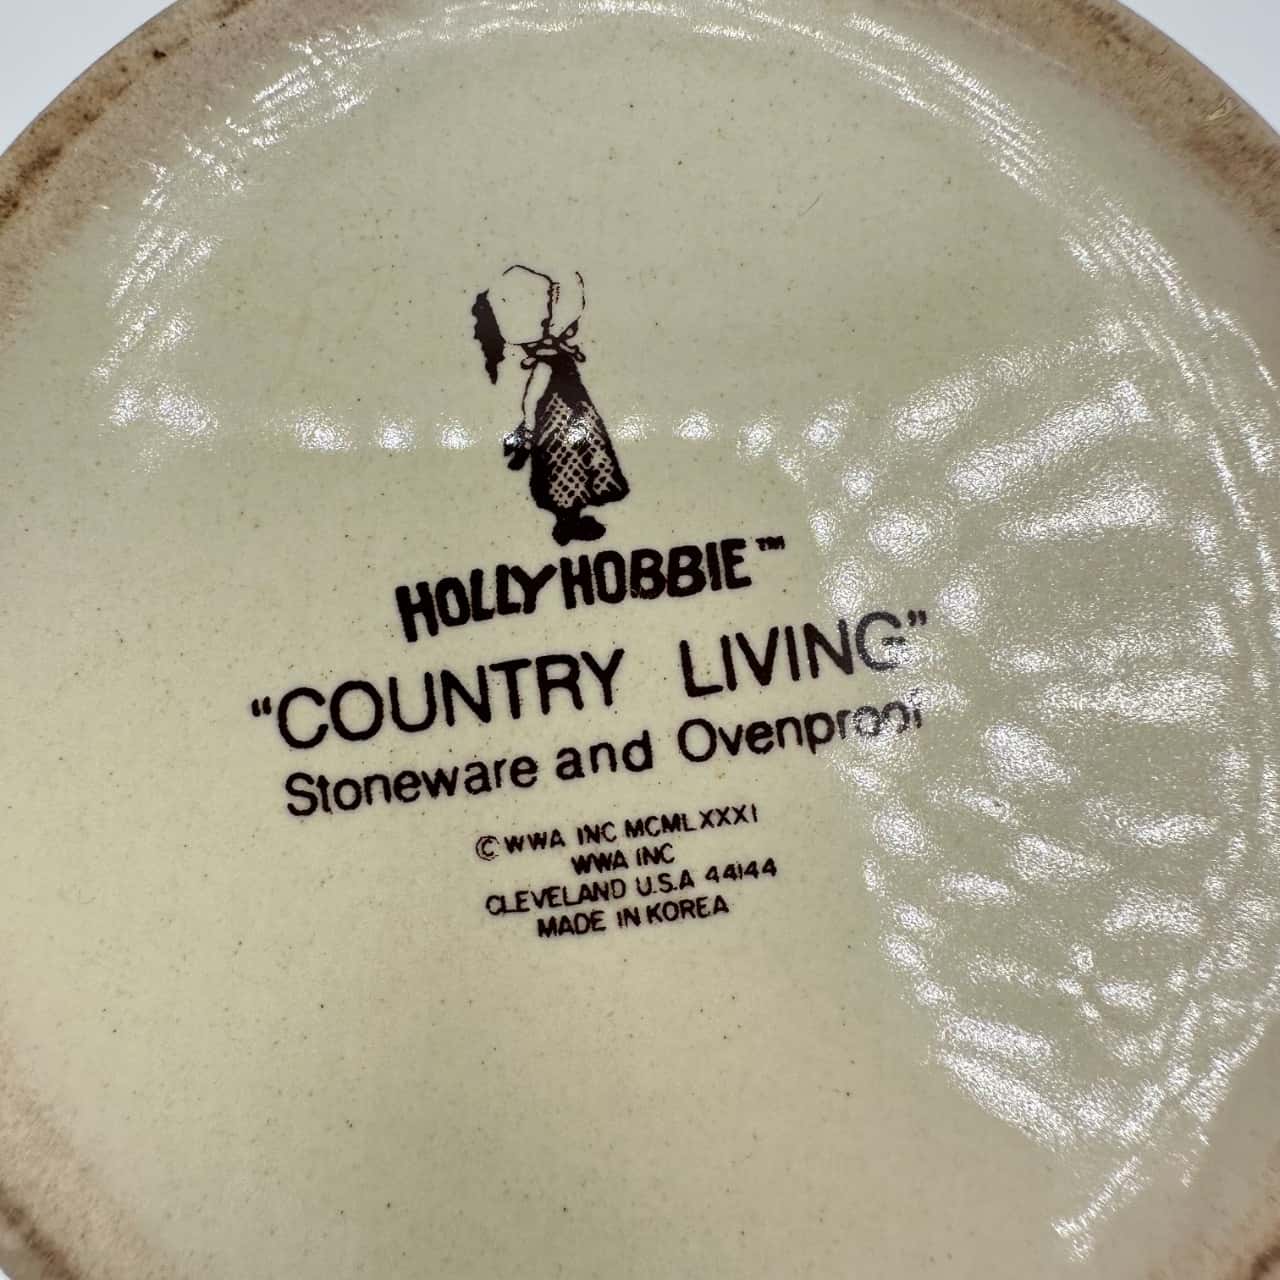 HOLLY HOBBIE™
"COUNTRY LIVING"
Stoneware and Ovenproof
© WWA INC MCMLXXXI
WWA INC
CLEVELAND U.S.A 44144
MADE IN KOREA